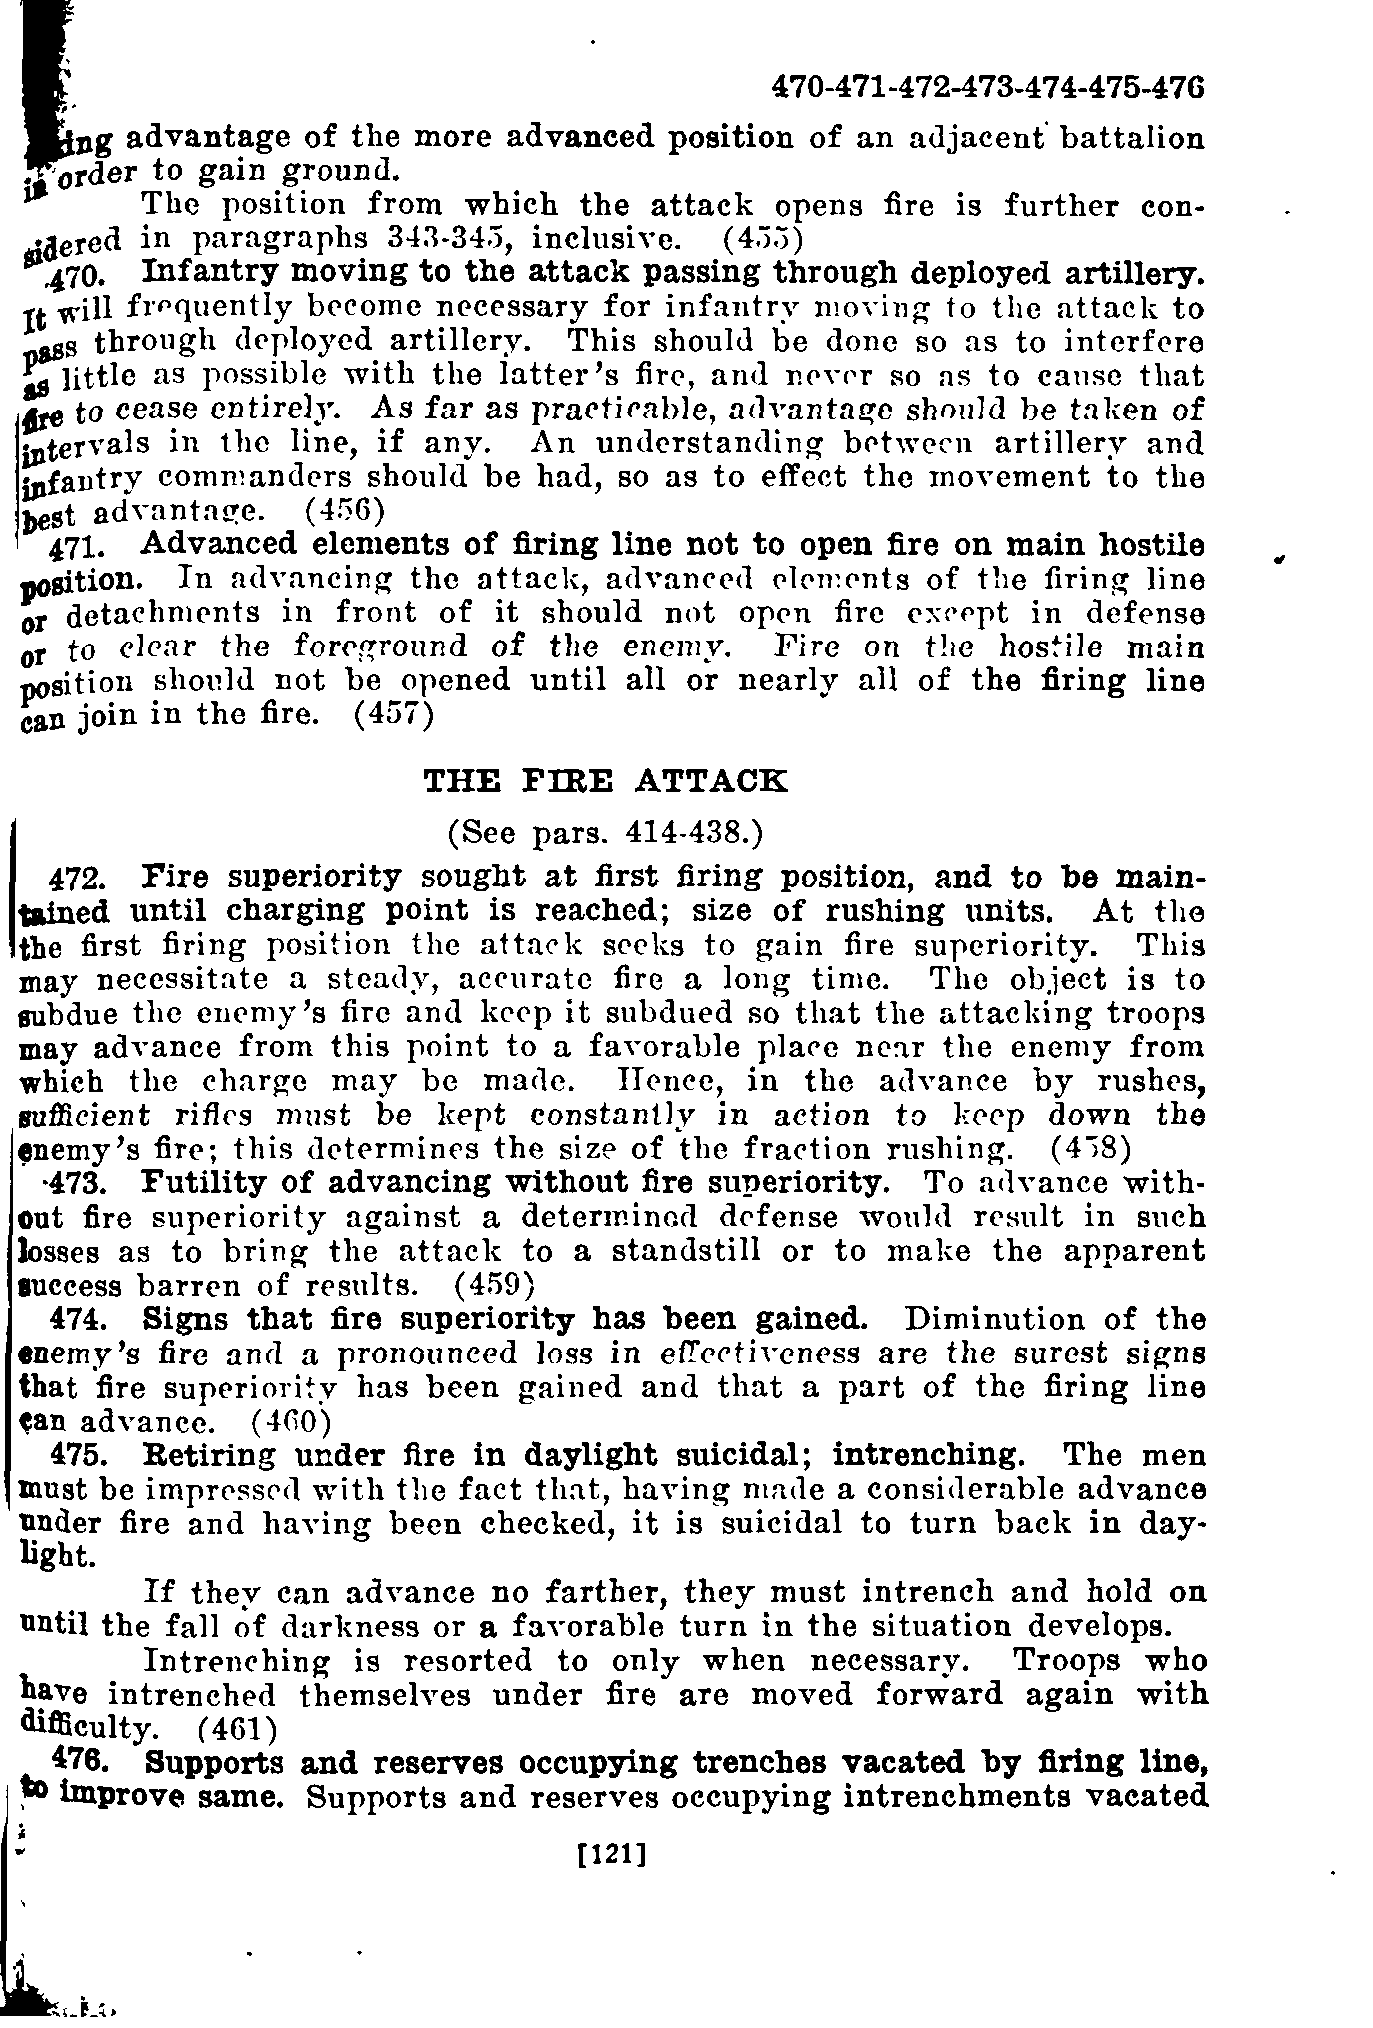 470-471-472-473-474-475-476
advantage of the more advanced position of an adjacent battalion
in order to gain ground.
The position from which the attack opens fire is further con-
sidered in paragraphs 343-345, inclusive. (455)
470. Infantry moving to the attack passing through deployed artillery.
It will frequently become necessary for infantry moving to the attack to
pass through deployed artillery. This should be done so as to interfere
as little as possible with the latter's fire, and never so as to cause that
fire to cease entirely. As far as practicable, advantage should be taken of
intervals in the line, if any. An understanding between artillery and
infantry commanders should be had, so as to effect the movement to the
best advantage. (456)
471. Advanced elements of firing line not to open fire on main hostile
position. In advancing the attack, advanced elements of the firing line
or detachments in front of it should not open fire except in defense
or to clear the foreground of the enemy. Fire on the hostile main
position should not be opened until all or nearly all of the firing line
can join in the fire. (457)
THE FIRE ATTACK
(See pars. 414-438.)
472. Fire superiority sought at first firing position, and to be main-
tained until charging point is reached; size of rushing units. At the
the first firing position the attack seeks to gain fire superiority. This
may necessitate a steady, accurate fire a long time. The object is to
subdue the enemy's fire and keep it subdued so that the attacking troops
may advance from this point to a favorable place near the enemy from
which the charge may be made. Hence, in the advance by rushes,
sufficient rifles must be kept constantly in action to keep down the
enemy's fire; this determines the size of the fraction rushing. (458)
473. Futility of advancing without fire superiority. To advance with-
out fire superiority against a determined defense would result in such
losses as to bring the attack to a standstill or to make the apparent
success barren of results. (459)
474. Signs that fire superiority has been gained. Diminution of the
enemy's fire and a pronounced loss in effectiveness are the surest signs
that fire superiority has been gained and that a part of the firing line
can advance. (460)
475. Retiring under fire in daylight suicidal; intrenching. The men
must be impressed with the fact that, having made a considerable advance
under fire and having been checked, it is suicidal to turn back in day-
light.
If they can advance no farther, they must intrench and hold on
until the fall of darkness or a favorable turn in the situation develops.
Intrenching is resorted to only when necessary. Troops who
have intrenched themselves under fire are moved forward again with
difficulty. (461)
476. Supports and reserves occupying trenches vacated by firing line,
to improve same. Supports and reserves occupying intrenchments vacated
[121]